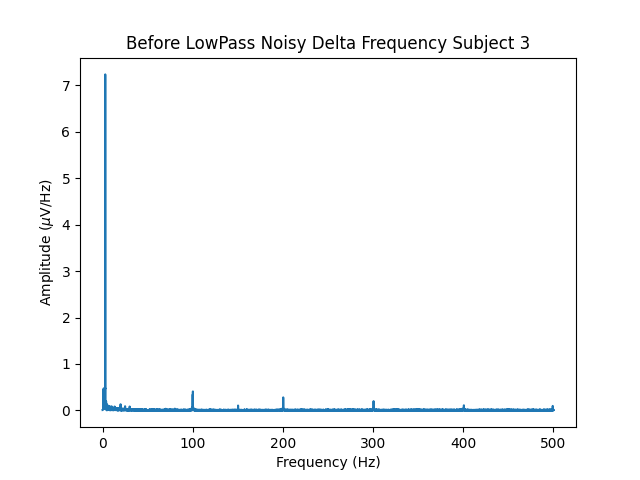 Before LowPass Noisy Delta Frequency Subject 3
Amplitude (μV/Hz)
7
6
5
4
3
2
1
0
0 100 200 300 400 500
Frequency (Hz)